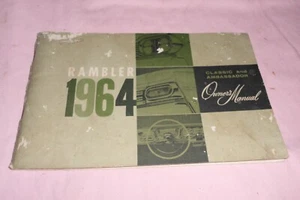 RAMBLER
1964
CLASSIC AND
AMBASSADOR
Owner's Manual